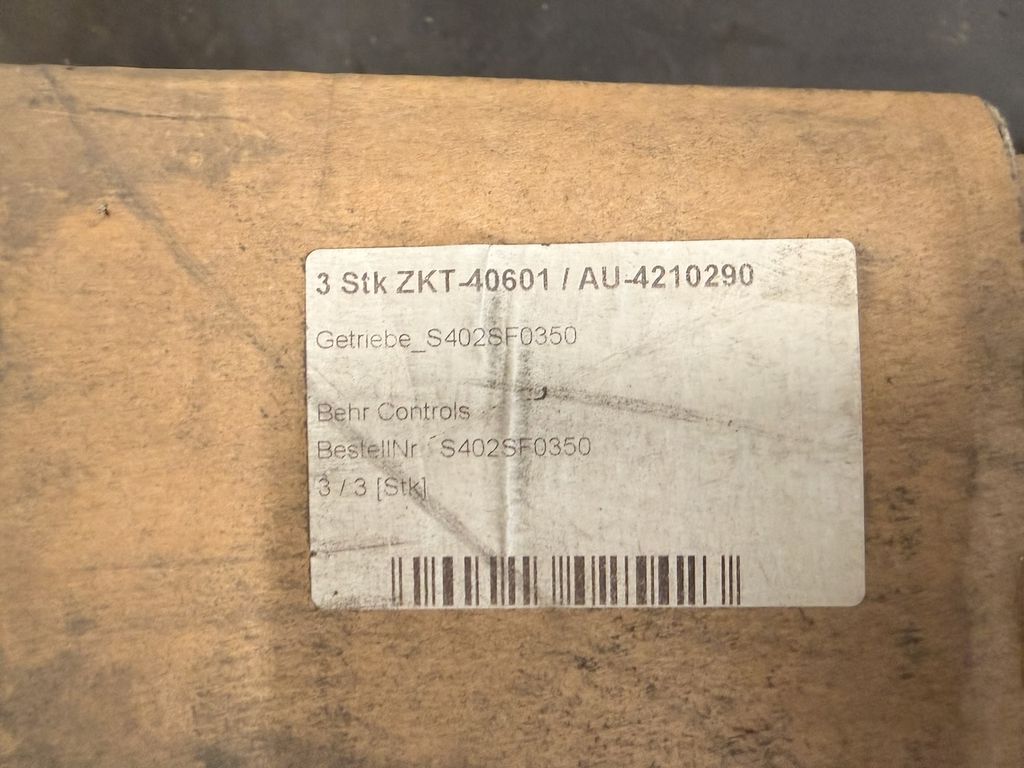 3 Stk ZKT-40601 / AU-4210290
Getriebe_S402SF0350
Behr Controls
BestellNr.: S402SF0350
3 / 3 [Stk]